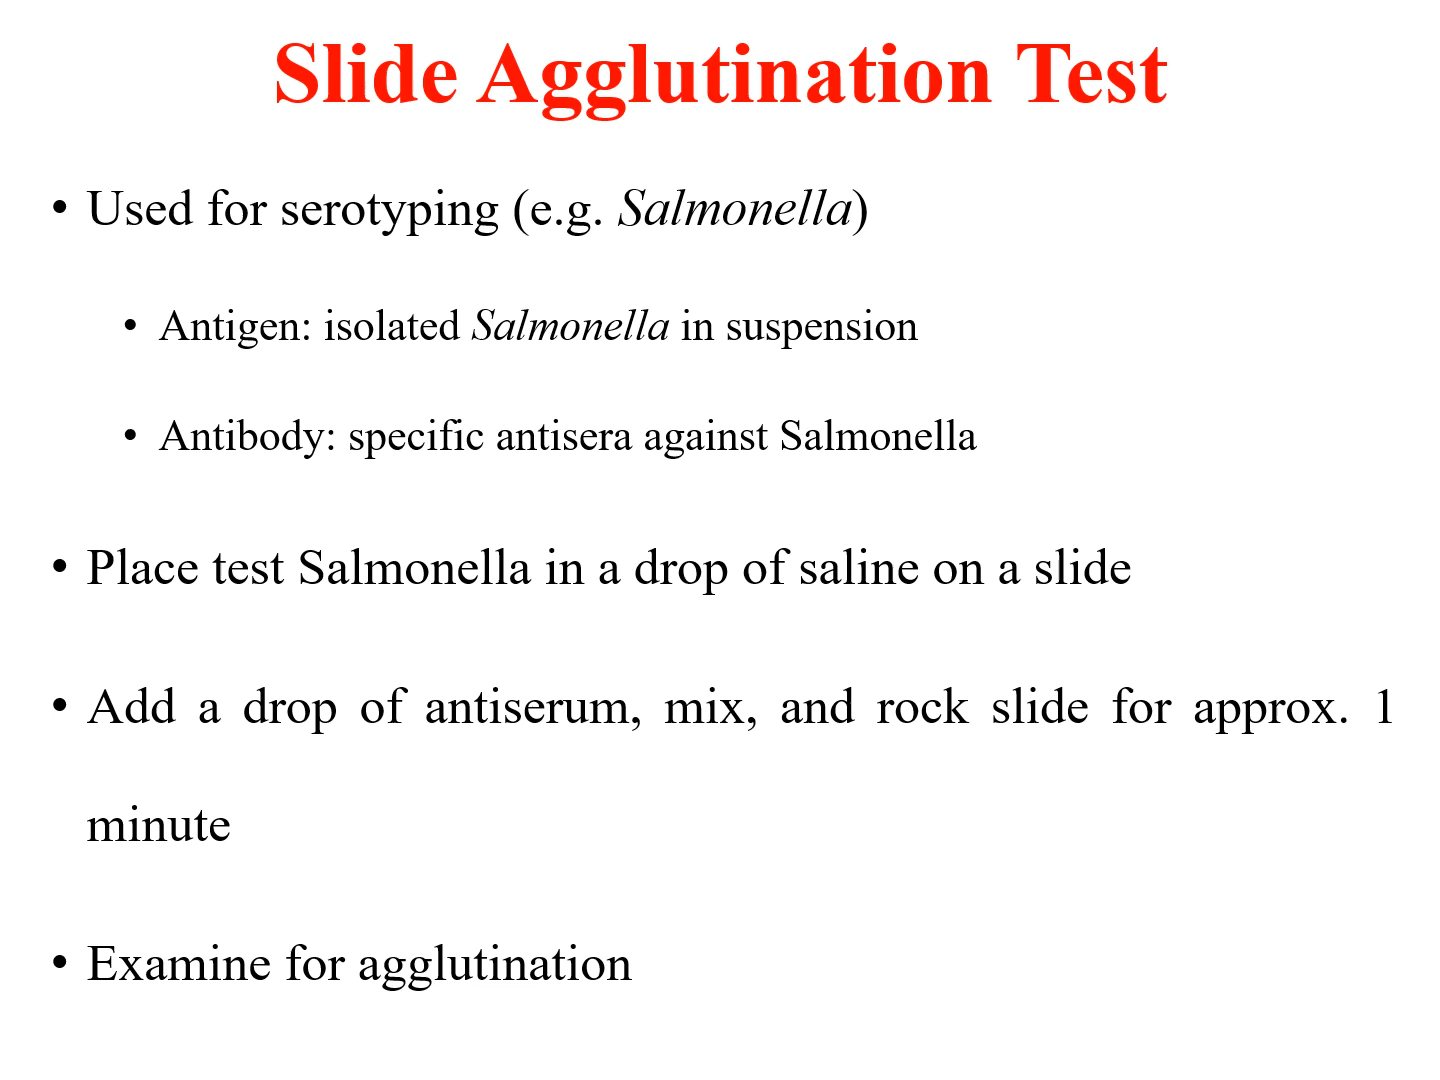 Slide Agglutination Test
• Used for serotyping (e.g. Salmonella)
• Antigen: isolated Salmonella in suspension
• Antibody: specific antisera against Salmonella
• Place test Salmonella in a drop of saline on a slide
• Add a drop of antiserum, mix, and rock slide for approx. 1
minute
• Examine for agglutination